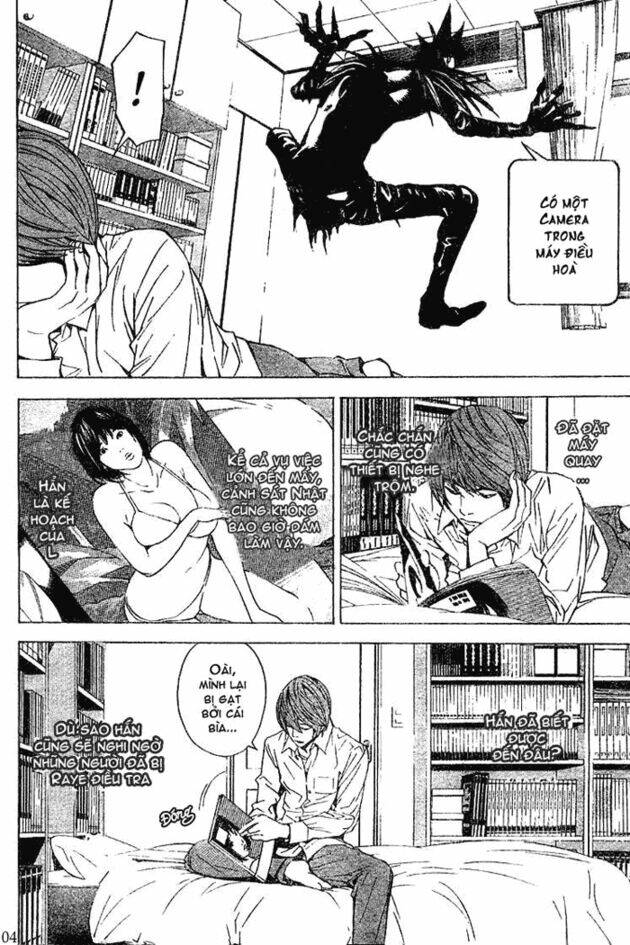 !
CÓ MỘT
CAMERA
TRONG
MÁY ĐIỀU
HOÀ
ĐÃ ĐẶT
MÁY
QUAY
...
CHẮC CHẮN
CŨNG CÓ
THIẾT BỊ NGHE
TRỘM.
KỂ CẢ VỤ VIỆC
LỚN ĐẾN MẤY,
CẢNH SÁT NHẬT
CŨNG KHÔNG
BAO GIỜ DÁM
LÀM VẬY.
HẲN
LÀ KẾ
HOẠCH
CỦA
L
OÀI,
MÌNH LẠI
BỊ GẠT
BỞI CÁI
BÌA...
HẮN ĐÃ BIẾT
ĐƯỢC
ĐẾN ĐÂU?
DÙ SAO HẮN
CŨNG SẼ NGHI NGỜ
NHỮNG NGƯỜI ĐÃ BỊ
RAYE ĐIỀU TRA
ĐÓNG
04